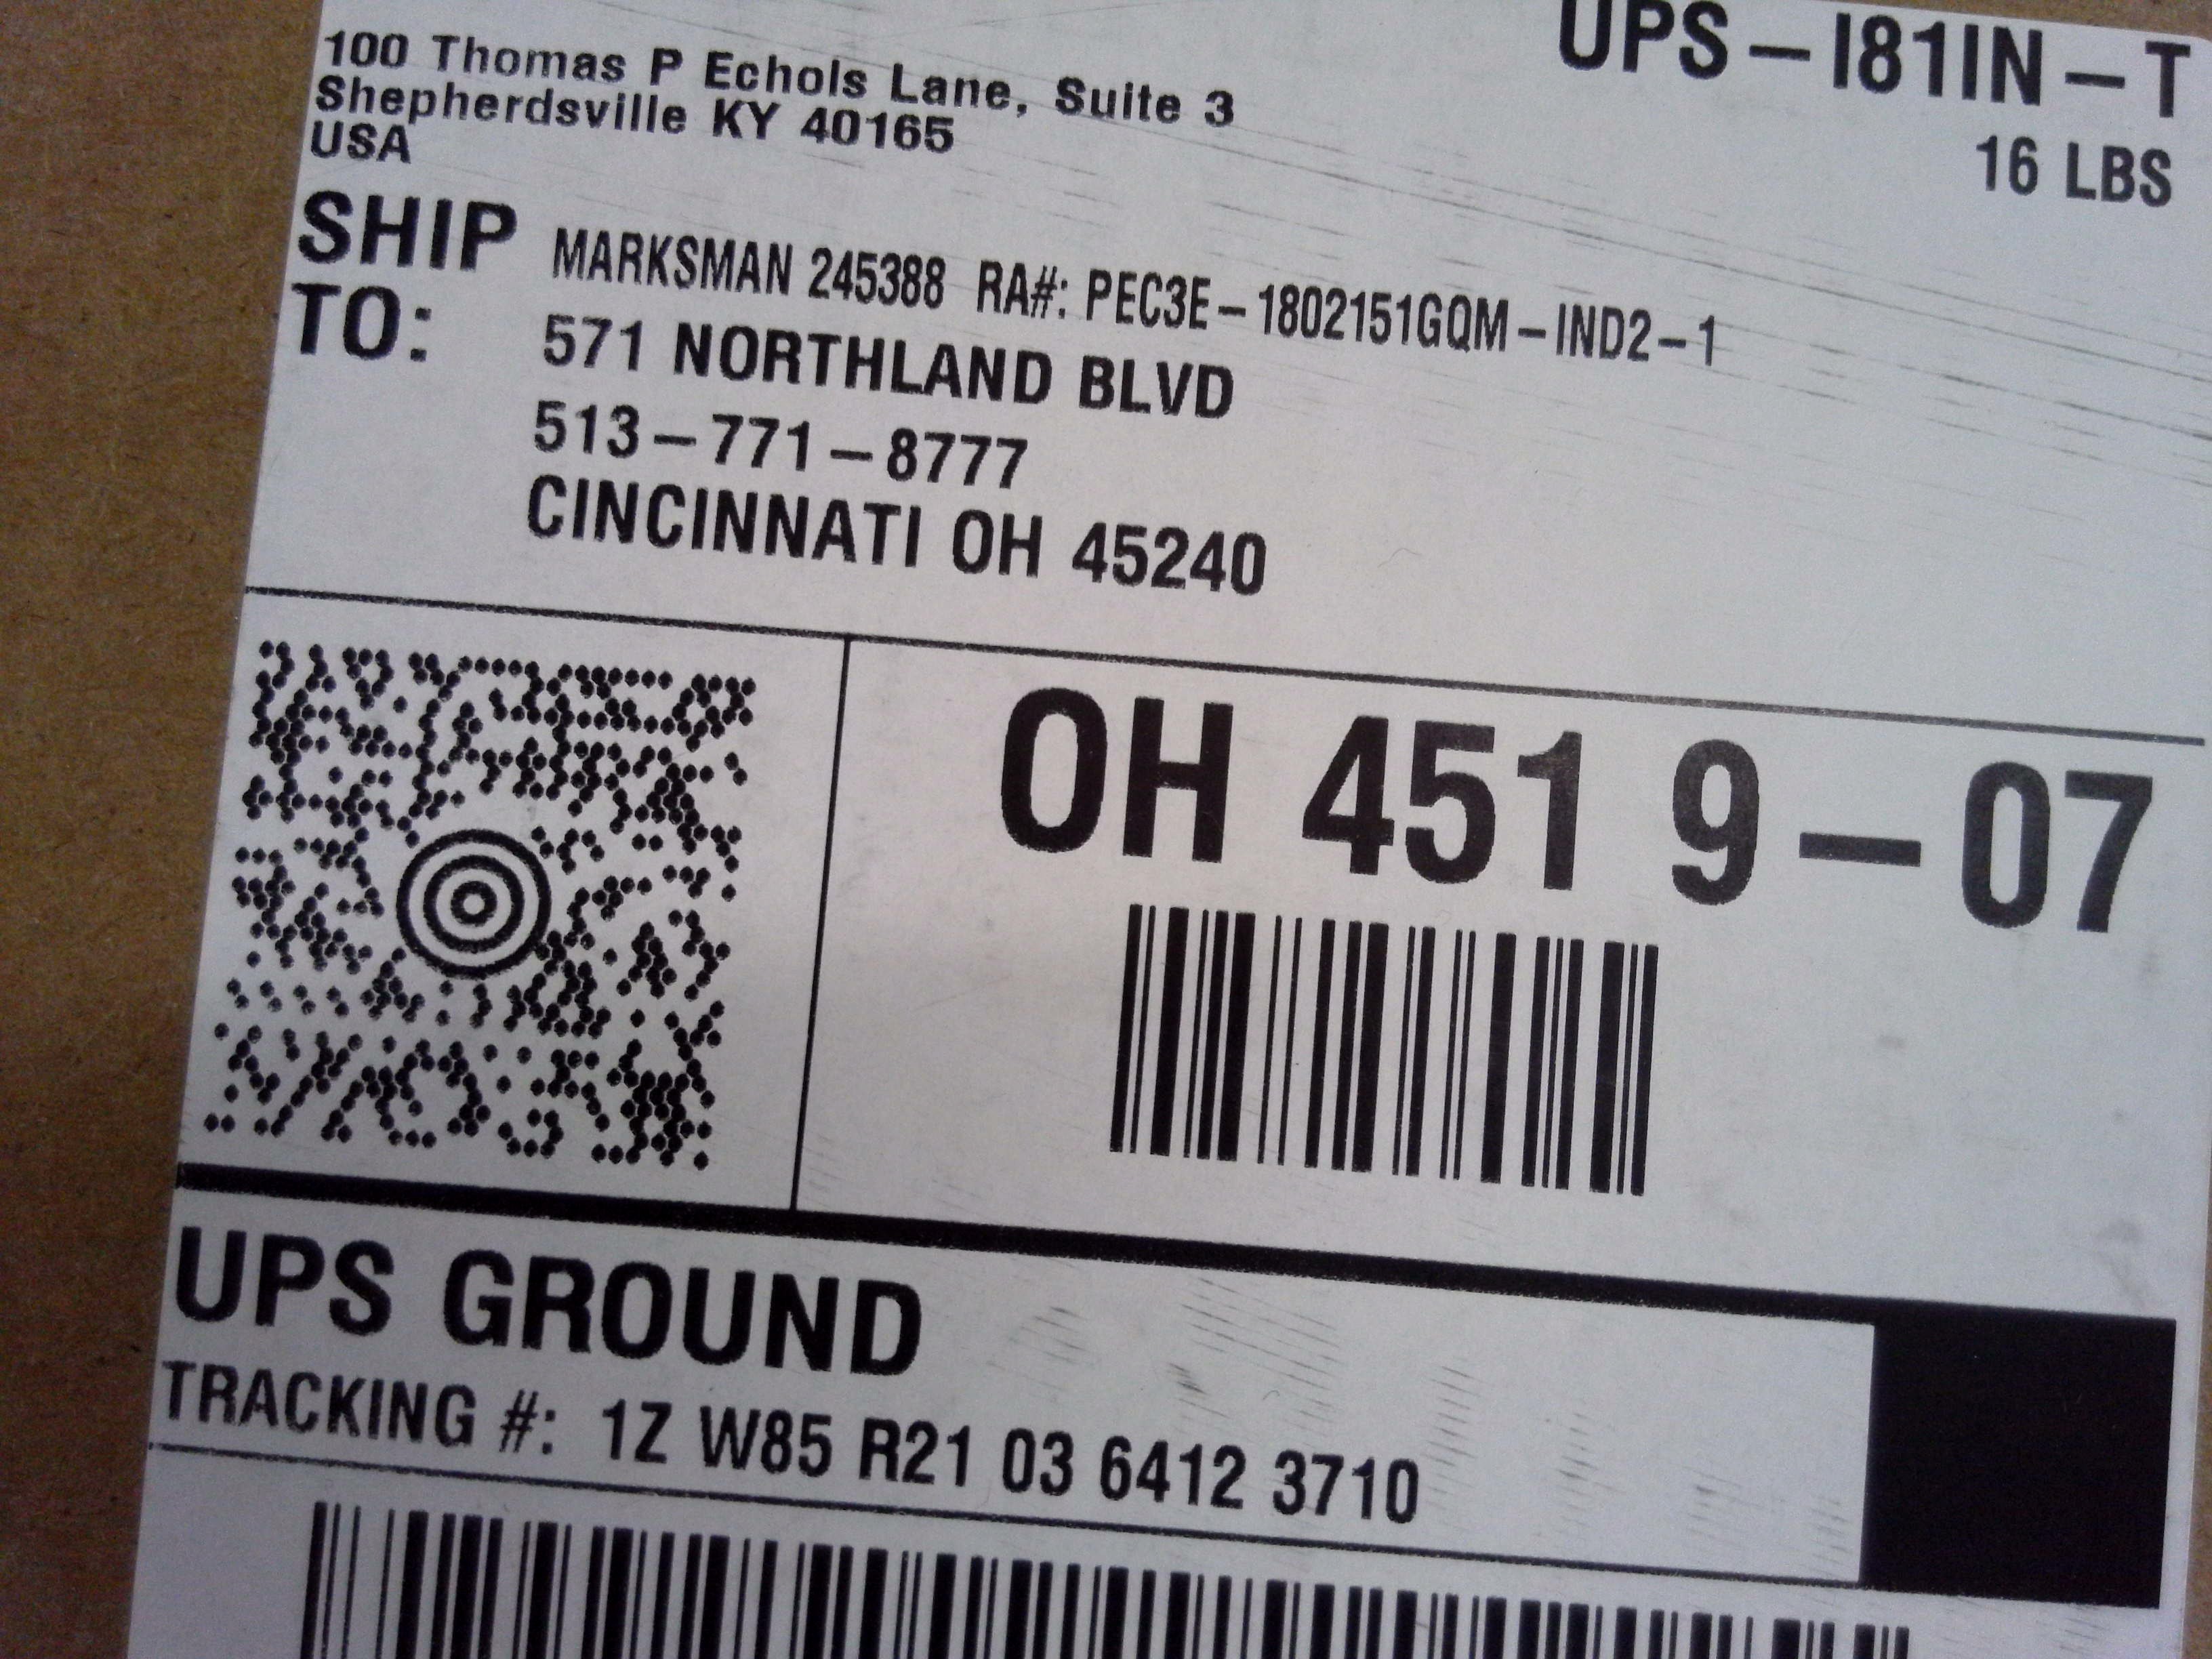 100 Thomas P Echols Lane, Suite 3
Shepherdsville KY 40165
USA
UPS-I81IN-T
16 LBS
SHIP TO:
MARKSMAN 245388 RA#: PEC3E-1802151GQM-IND2-1
571 NORTHLAND BLVD
513-771-8777
CINCINNATI OH 45240
OH 451 9-07
UPS GROUND
TRACKING #: 1Z W85 R21 03 6412 3710